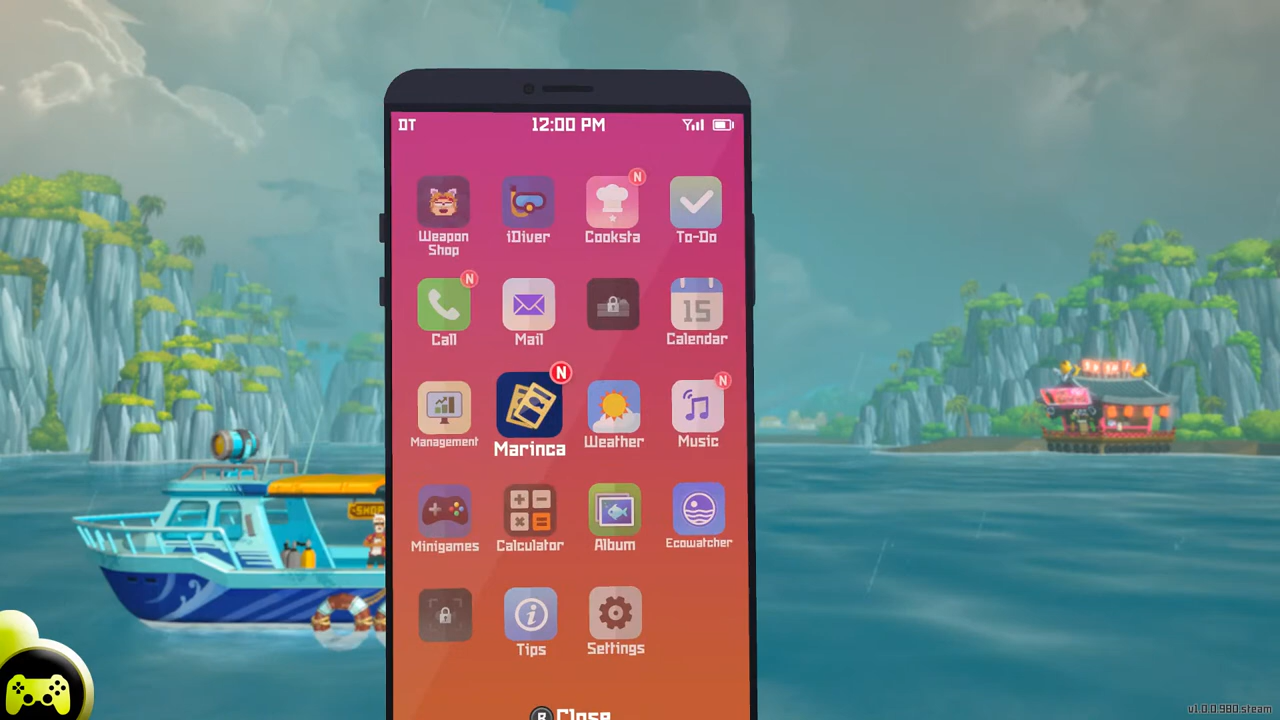 DT
12:00 PM
N
Weapon
Shop
iDiver
Cooksta
To-Do
N
15
Call
Mail
Calendar
N
N
Management
Marinca
Weather
Music
SHOP
Minigames
Calculator
Album
Ecowatcher
Tips
Settings
B Close
v1.0.0.980.steam